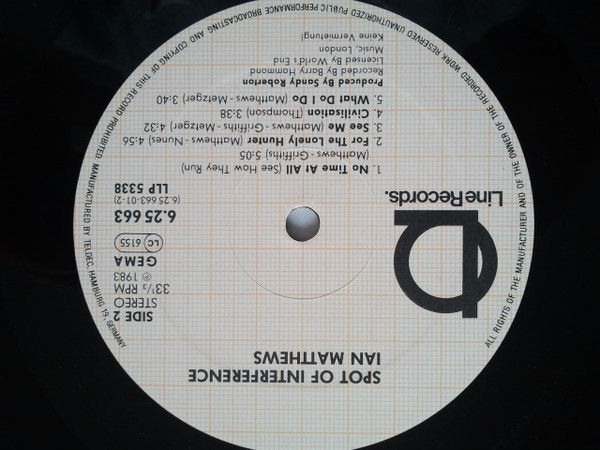 SPOT OF INTERFERENCE
IAN MATTHEWS
LineRecords.
SIDE 2
STEREO
33 1/3 RPM
℗ 1983
GEMA
LC 6155
6.25 663
(6.25 663-01-2)
LLP 5338
1. No Time At All (See How They Run)
(Matthews-Griffiths) 5:05
2. For The Lonely Hunter (Matthews-Nunes) 4:56
3. See Me (Matthews-Griffiths-Metzger) 4:32
4. Civilisation (Thompson) 3:38
5. What Do I Do (Matthews-Metzger) 3:40
Produced By Sandy Roberton
Recorded By Barry Hammond
Licensed By World's End
Music, London
Keine Vermietung!
ALL RIGHTS OF THE MANUFACTURER AND OF THE OWNER OF THE RECORDED WORK RESERVED UNAUTHORIZED PUBLIC PERFORMANCE BROADCASTING AND COPYING OF THIS RECORD PROHIBITED. MANUFACTURED BY TELDEC, HAMBURG 19, GERMANY